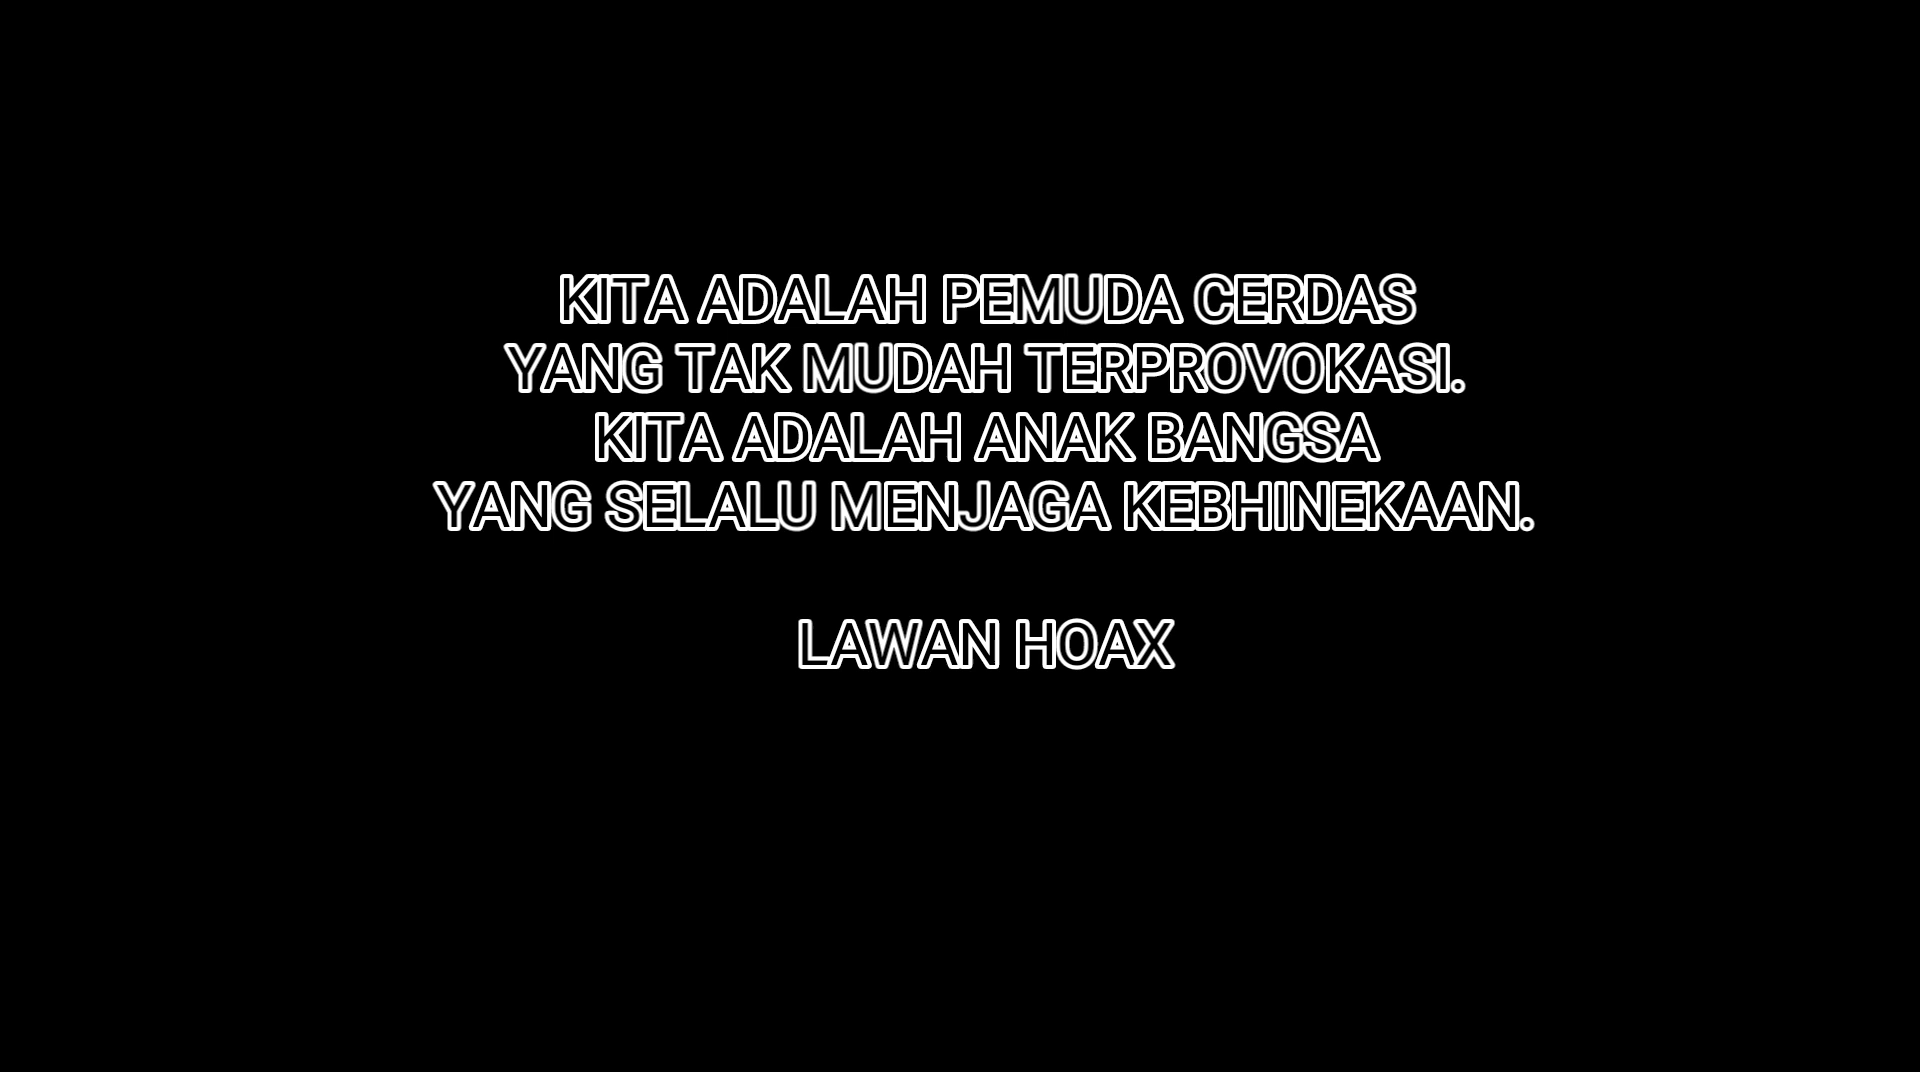 KITA ADALAH PEMUDA CERDAS
YANG TAK MUDAH TERPROVOKASI.
KITA ADALAH ANAK BANGSA
YANG SELALU MENJAGA KEBHINEKAAN.
LAWAN HOAX